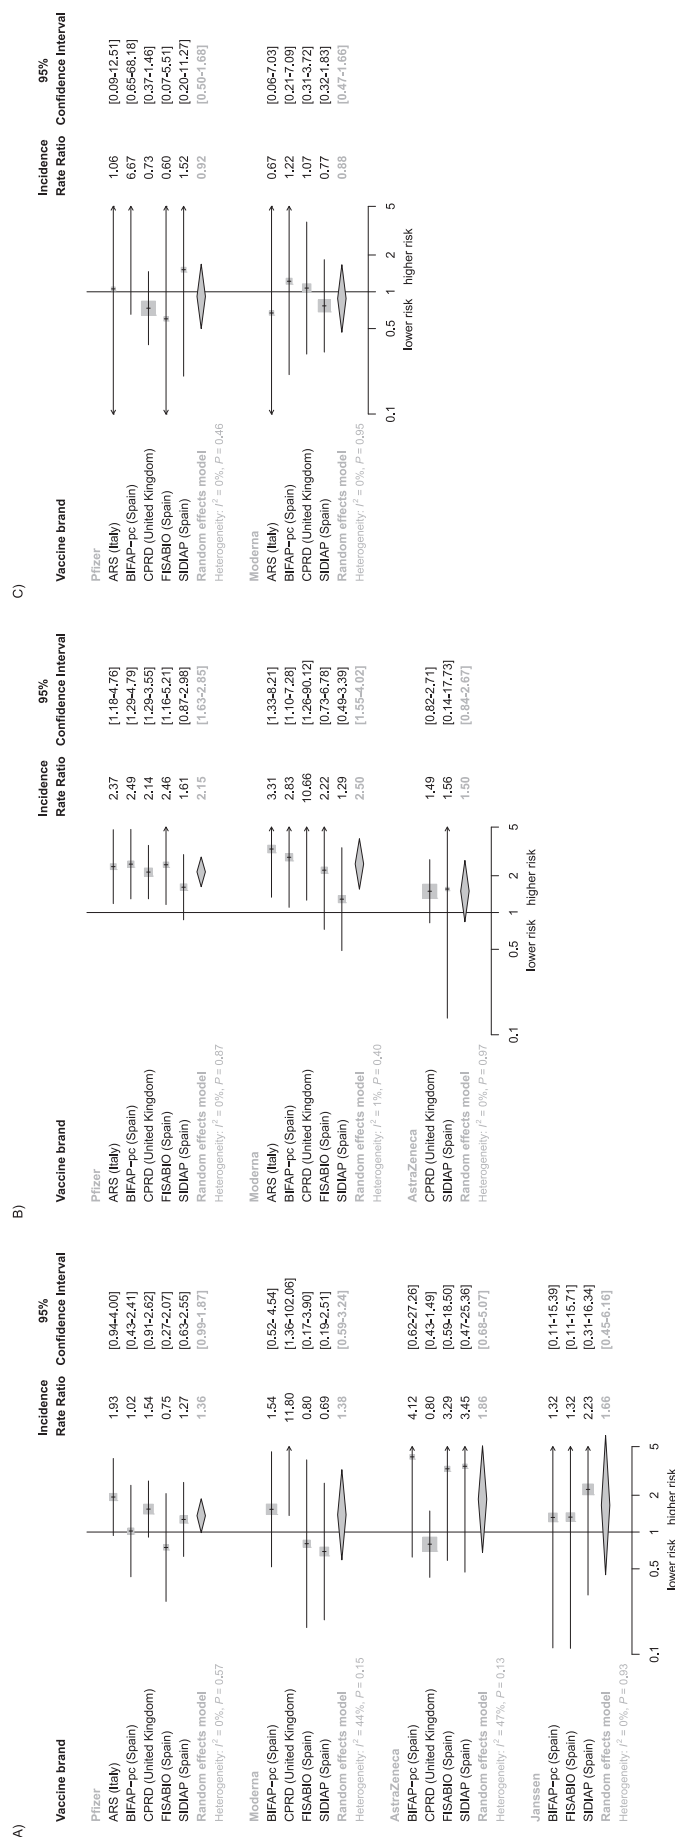 A)
Vaccine brand Incidence Rate Ratio 95% Confidence Interval
Pfizer
ARS (Italy) 1.93 [0.94-4.00]
BIFAP-pc (Spain) 1.02 [0.43-2.41]
CPRD (United Kingdom) 1.54 [0.91-2.62]
FISABIO (Spain) 0.75 [0.27-2.07]
SIDIAP (Spain) 1.27 [0.63-2.55]
Random effects model 1.36 [0.99-1.87]
Heterogeneity: I² = 0%, P = 0.57
Moderna
BIFAP-pc (Spain) 1.54 [0.52- 4.54]
CPRD (United Kingdom) 11.80 [1.36-102.06]
FISABIO (Spain) 0.80 [0.17-3.90]
SIDIAP (Spain) 0.69 [0.19-2.51]
Random effects model 1.38 [0.59-3.24]
Heterogeneity: I² = 44%, P = 0.15
AstraZeneca
BIFAP-pc (Spain) 4.12 [0.62-27.26]
CPRD (United Kingdom) 0.80 [0.43-1.49]
FISABIO (Spain) 3.29 [0.59-18.50]
SIDIAP (Spain) 3.45 [0.47-25.36]
Random effects model 1.86 [0.68-5.07]
Heterogeneity: I² = 47%, P = 0.13
Janssen
BIFAP-pc (Spain) 1.32 [0.11-15.39]
FISABIO (Spain) 1.32 [0.11-15.71]
SIDIAP (Spain) 2.23 [0.31-16.34]
Random effects model 1.66 [0.45-6.16]
Heterogeneity: I² = 0%, P = 0.93
0.1 0.5 1 2 5
lower risk higher risk
B)
Vaccine brand Incidence Rate Ratio 95% Confidence Interval
Pfizer
ARS (Italy) 2.37 [1.18-4.76]
BIFAP-pc (Spain) 2.49 [1.29-4.79]
CPRD (United Kingdom) 2.14 [1.29-3.55]
FISABIO (Spain) 2.46 [1.16-5.21]
SIDIAP (Spain) 1.61 [0.87-2.98]
Random effects model 2.15 [1.63-2.85]
Heterogeneity: I² = 0%, P = 0.87
Moderna
ARS (Italy) 3.31 [1.33-8.21]
BIFAP-pc (Spain) 2.83 [1.10-7.28]
CPRD (United Kingdom) 10.66 [1.26-90.12]
FISABIO (Spain) 2.22 [0.73-6.78]
SIDIAP (Spain) 1.29 [0.49-3.39]
Random effects model 2.50 [1.55-4.02]
Heterogeneity: I² = 1%, P = 0.40
AstraZeneca
CPRD (United Kingdom) 1.49 [0.82-2.71]
SIDIAP (Spain) 1.56 [0.14-17.73]
Random effects model 1.50 [0.84-2.67]
Heterogeneity: I² = 0%, P = 0.97
0.1 0.5 1 2 5
lower risk higher risk
C)
Vaccine brand Incidence Rate Ratio 95% Confidence Interval
Pfizer
ARS (Italy) 1.06 [0.09-12.51]
BIFAP-pc (Spain) 6.67 [0.65-68.18]
CPRD (United Kingdom) 0.73 [0.37-1.46]
FISABIO (Spain) 0.60 [0.07-5.51]
SIDIAP (Spain) 1.52 [0.20-11.27]
Random effects model 0.92 [0.50-1.68]
Heterogeneity: I² = 0%, P = 0.46
Moderna
ARS (Italy) 0.67 [0.06-7.03]
BIFAP-pc (Spain) 1.22 [0.21-7.09]
CPRD (United Kingdom) 1.07 [0.31-3.72]
SIDIAP (Spain) 0.77 [0.32-1.83]
Random effects model 0.88 [0.47-1.66]
Heterogeneity: I² = 0%, P = 0.95
0.1 0.5 1 2 5
lower risk higher risk